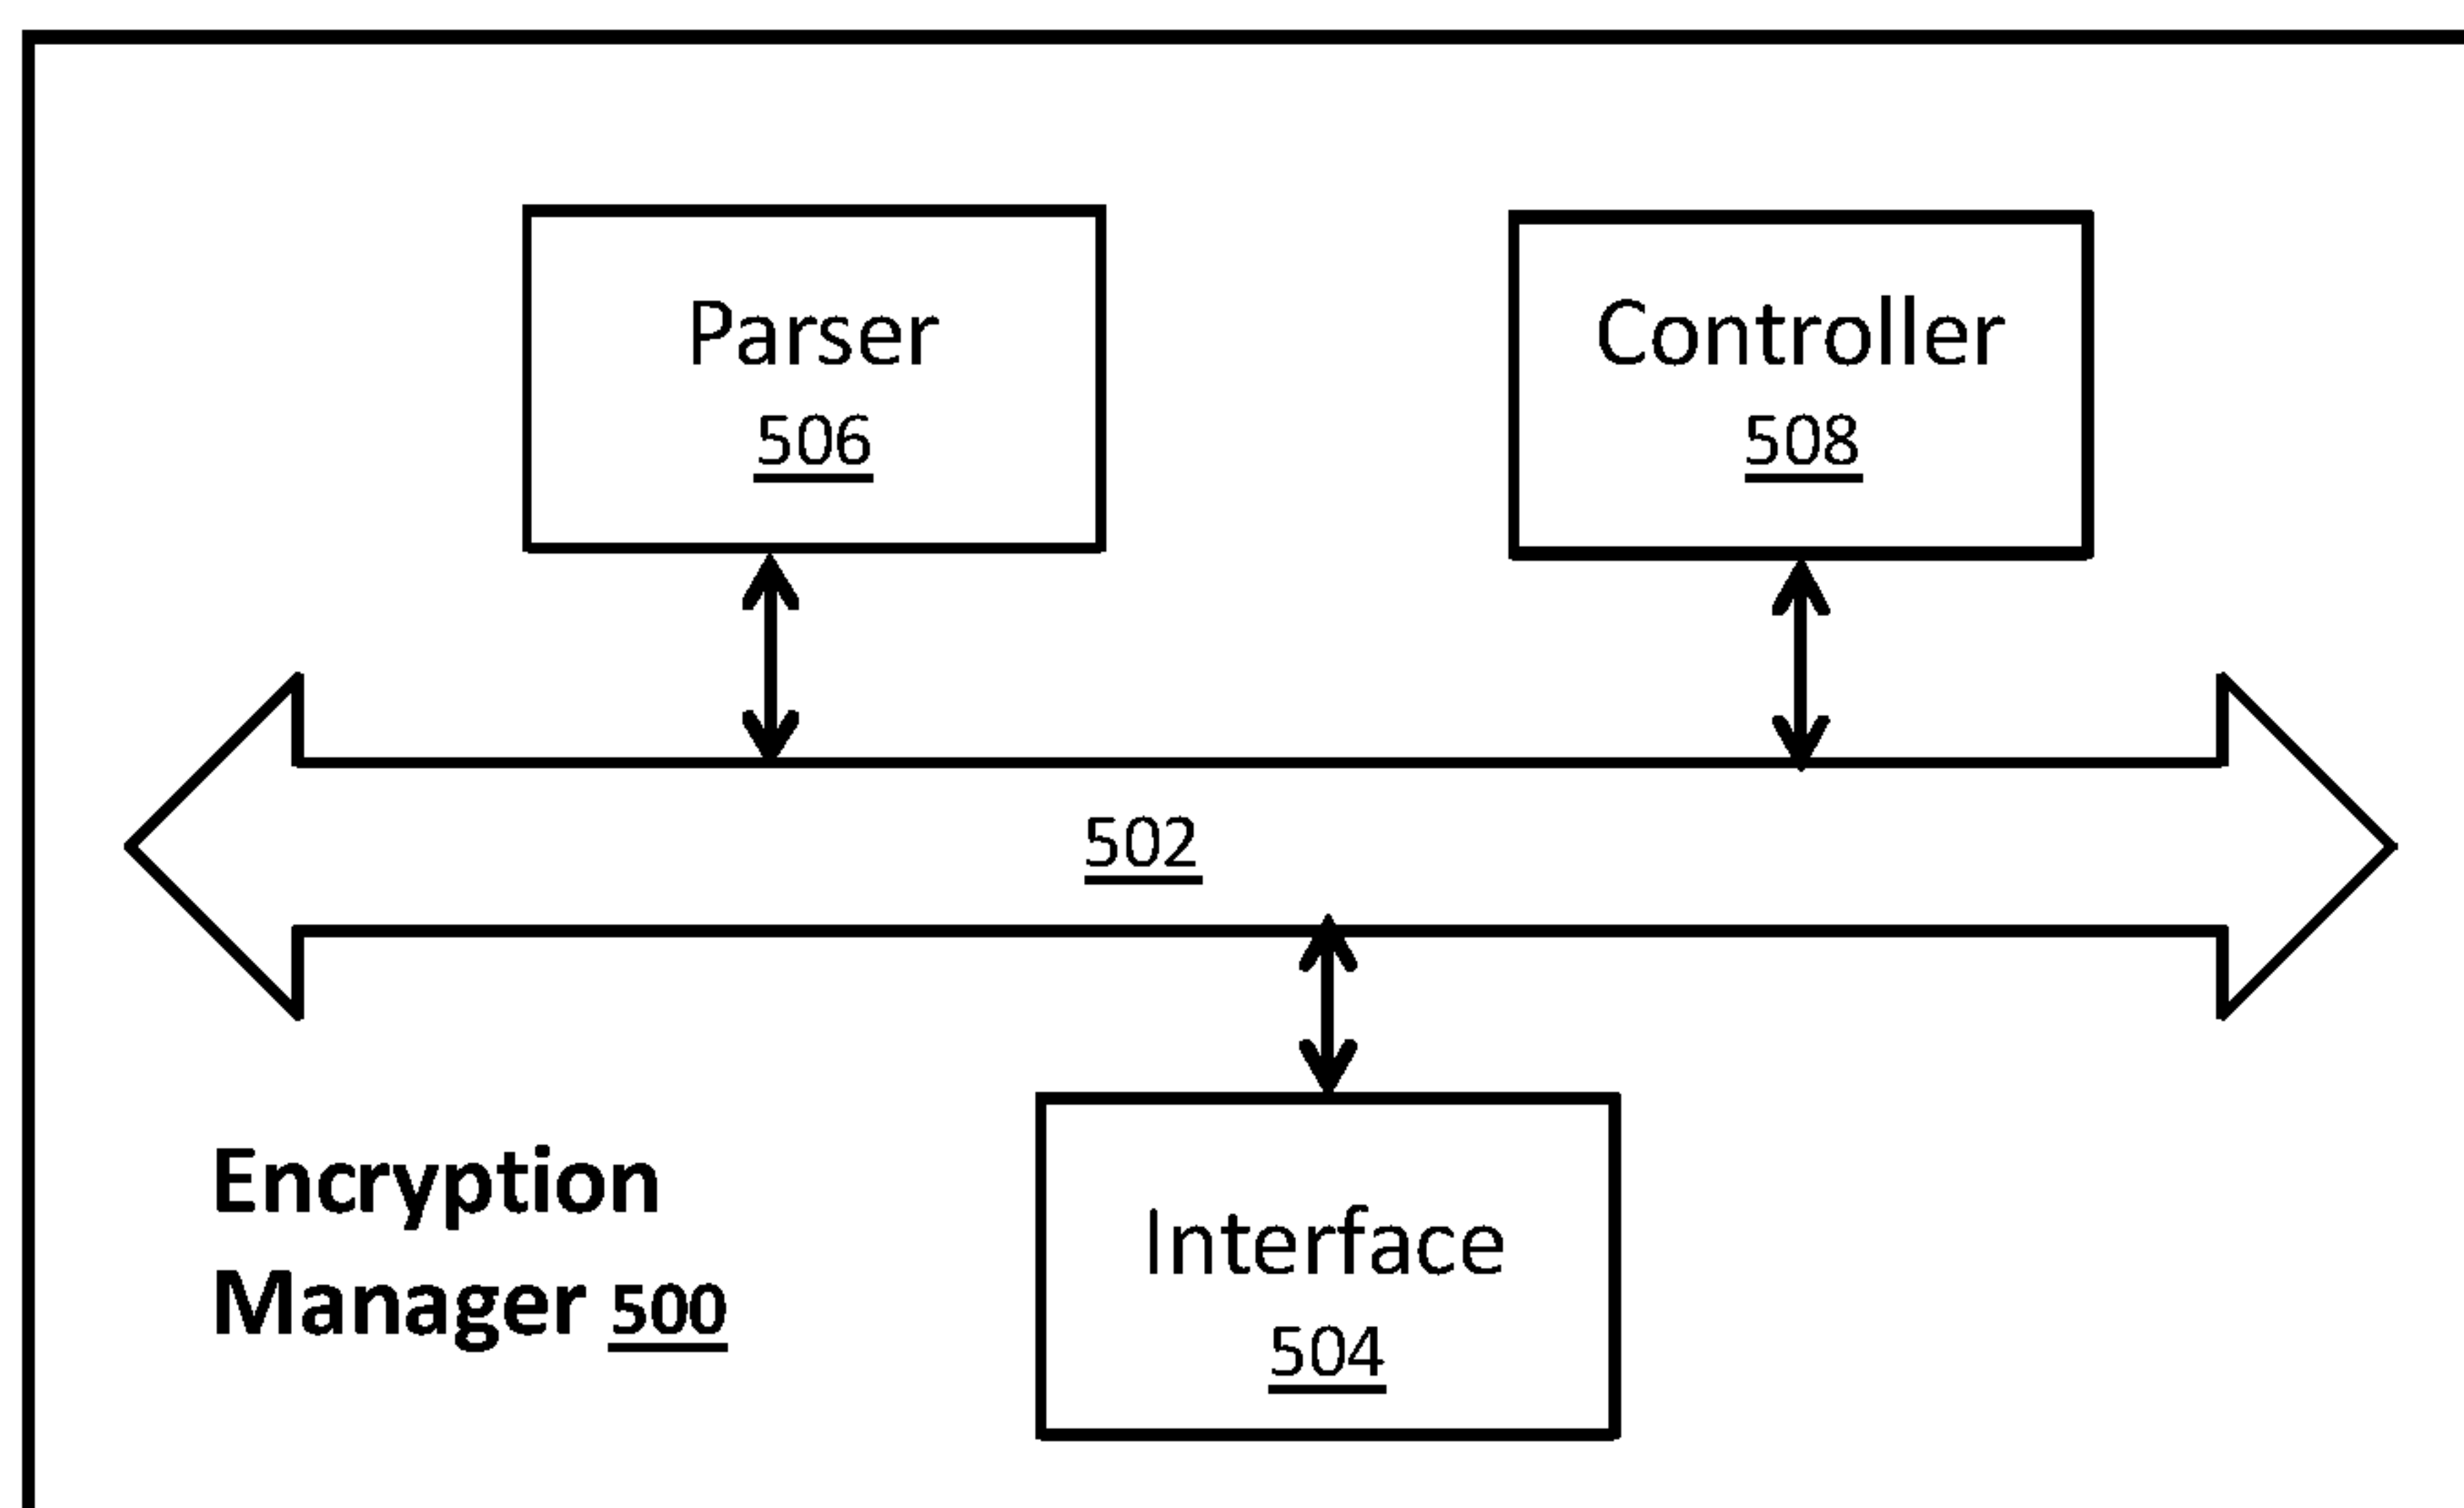 Parser
506
Controller
508
502
Encryption
Manager 500
Interface
504